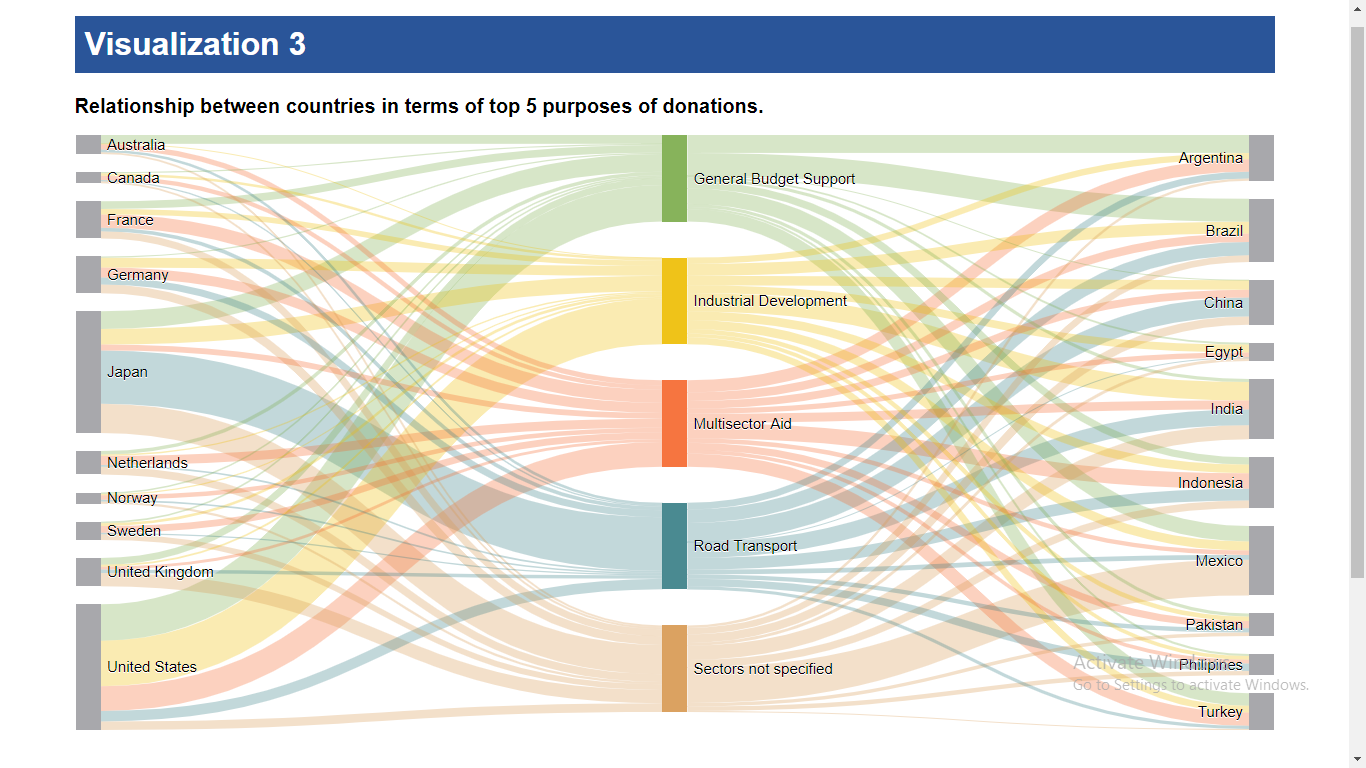 Visualization 3
Relationship between countries in terms of top 5 purposes of donations.
Australia
Canada
France
Germany
Japan
Netherlands
Norway
Sweden
United Kingdom
United States
General Budget Support
Industrial Development
Multisector Aid
Road Transport
Sectors not specified
Argentina
Brazil
China
Egypt
India
Indonesia
Mexico
Pakistan
Philipines
Turkey
Activate Windows
Go to Settings to activate Windows.